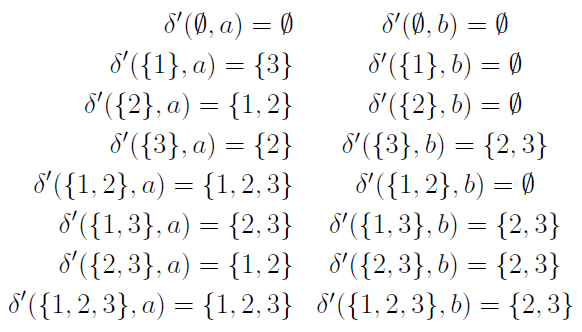 δ′(∅, a) = ∅ δ′(∅, b) = ∅
δ′({1}, a) = {3} δ′({1}, b) = ∅
δ′({2}, a) = {1, 2} δ′({2}, b) = ∅
δ′({3}, a) = {2} δ′({3}, b) = {2, 3}
δ′({1, 2}, a) = {1, 2, 3} δ′({1, 2}, b) = ∅
δ′({1, 3}, a) = {2, 3} δ′({1, 3}, b) = {2, 3}
δ′({2, 3}, a) = {1, 2} δ′({2, 3}, b) = {2, 3}
δ′({1, 2, 3}, a) = {1, 2, 3} δ′({1, 2, 3}, b) = {2, 3}